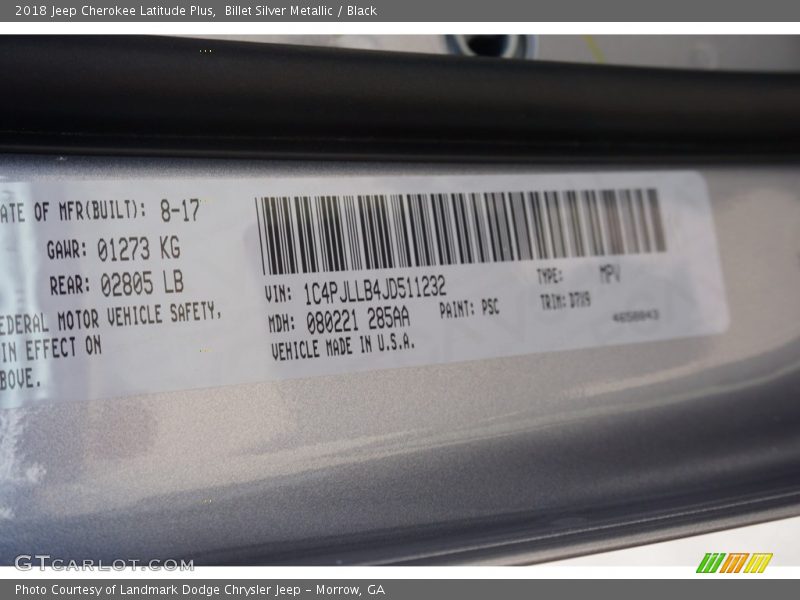 2018 Jeep Cherokee Latitude Plus,  Billet Silver Metallic / Black
ATE OF MFR(BUILT): 8-17
GAWR: 01273 KG
REAR: 02805 LB
EDERAL MOTOR VEHICLE SAFETY,
IN EFFECT ON
BOVE.
VIN: 1C4PJLLB4JD511232
TYPE: MPV
MDH: 080221 285AA
PAINT: PSC
TRIM: D7V9
VEHICLE MADE IN U.S.A.
4650043
GTCARLOT.COM
Photo Courtesy of Landmark Dodge Chrysler Jeep – Morrow, GA